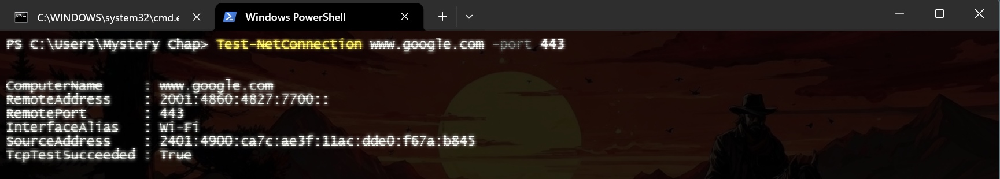 C:\WINDOWS\system32\cmd.e
Windows PowerShell
PS C:\Users\Mystery Chap> Test-NetConnection www.google.com -port 443
ComputerName : www.google.com
RemoteAddress : 2001:4860:4827:7700::
RemotePort : 443
InterfaceAlias : Wi-Fi
SourceAddress : 2401:4900:ca7c:ae3f:11ac:dde0:f67a:b845
TcpTestSucceeded : True